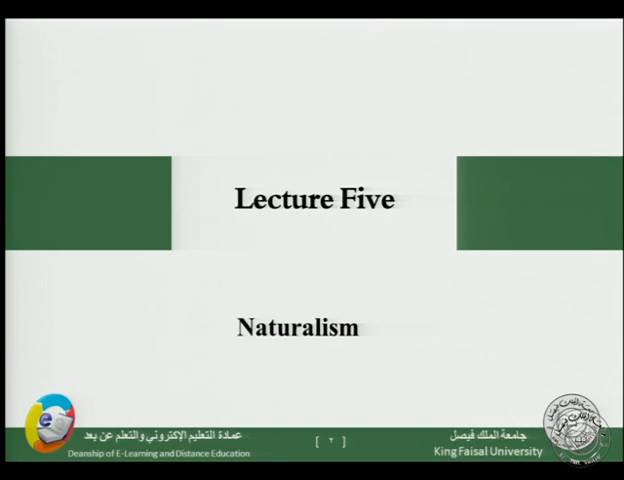 Lecture Five
Naturalism
عمادة التعليم الإلكتروني والتعلم عن بعد
Deanship of E-Learning and Distance Education
[ ٢ ]
جامعة الملك فيصل
King Faisal University